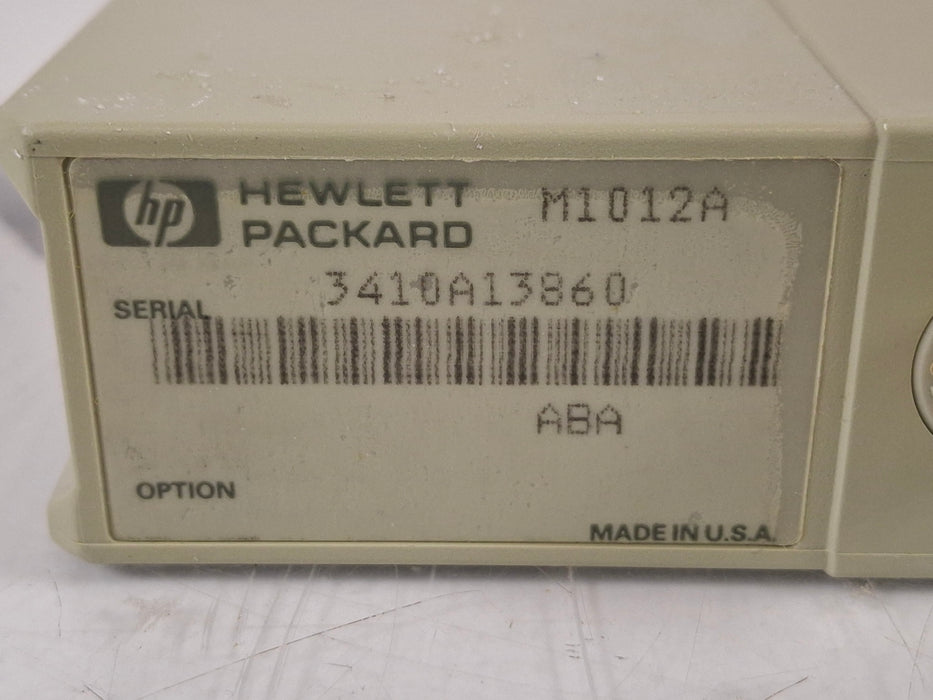 hp HEWLETT
PACKARD
M1012A
3410A13860
SERIAL
ABA
OPTION
MADE IN U.S.A.